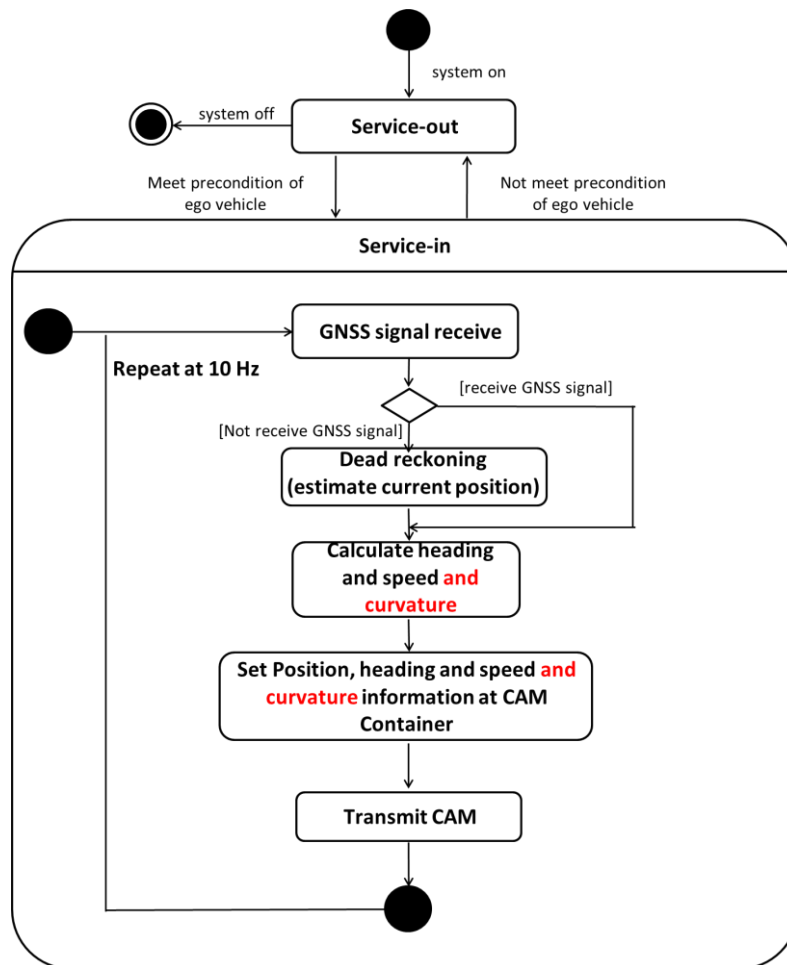 system on
system off
Service-out
Meet precondition of
ego vehicle
Not meet precondition
of ego vehicle
Service-in
GNSS signal receive
Repeat at 10 Hz
[receive GNSS signal]
[Not receive GNSS signal]
Dead reckoning
(estimate current position)
Calculate heading
and speed and
curvature
Set Position, heading and speed and
curvature information at CAM
Container
Transmit CAM